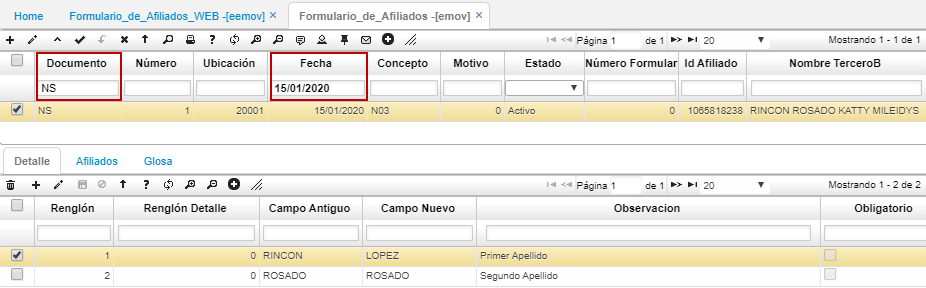 Home Formulario_de_Afiliados_WEB -[eemov] × Formulario_de_Afiliados -[emov] ×
Página 1 de 1 20 Mostrando 1 - 1 de 1
Documento Número Ubicación Fecha Concepto Motivo Estado Número Formular Id Afiliado Nombre TerceroB
NS 15/01/2020
NS 1 20001 15/01/2020 N03 0 Activo 0 1065818238 RINCON ROSADO KATTY MILEIDYS
Detalle Afiliados Glosa
Página 1 de 1 20 Mostrando 1 - 2 de 2
Renglón Renglón Detalle Campo Antiguo Campo Nuevo Observacion Obligatorio
1 0 RINCON LOPEZ Primer Apellido
2 0 ROSADO ROSADO Segundo Apellido